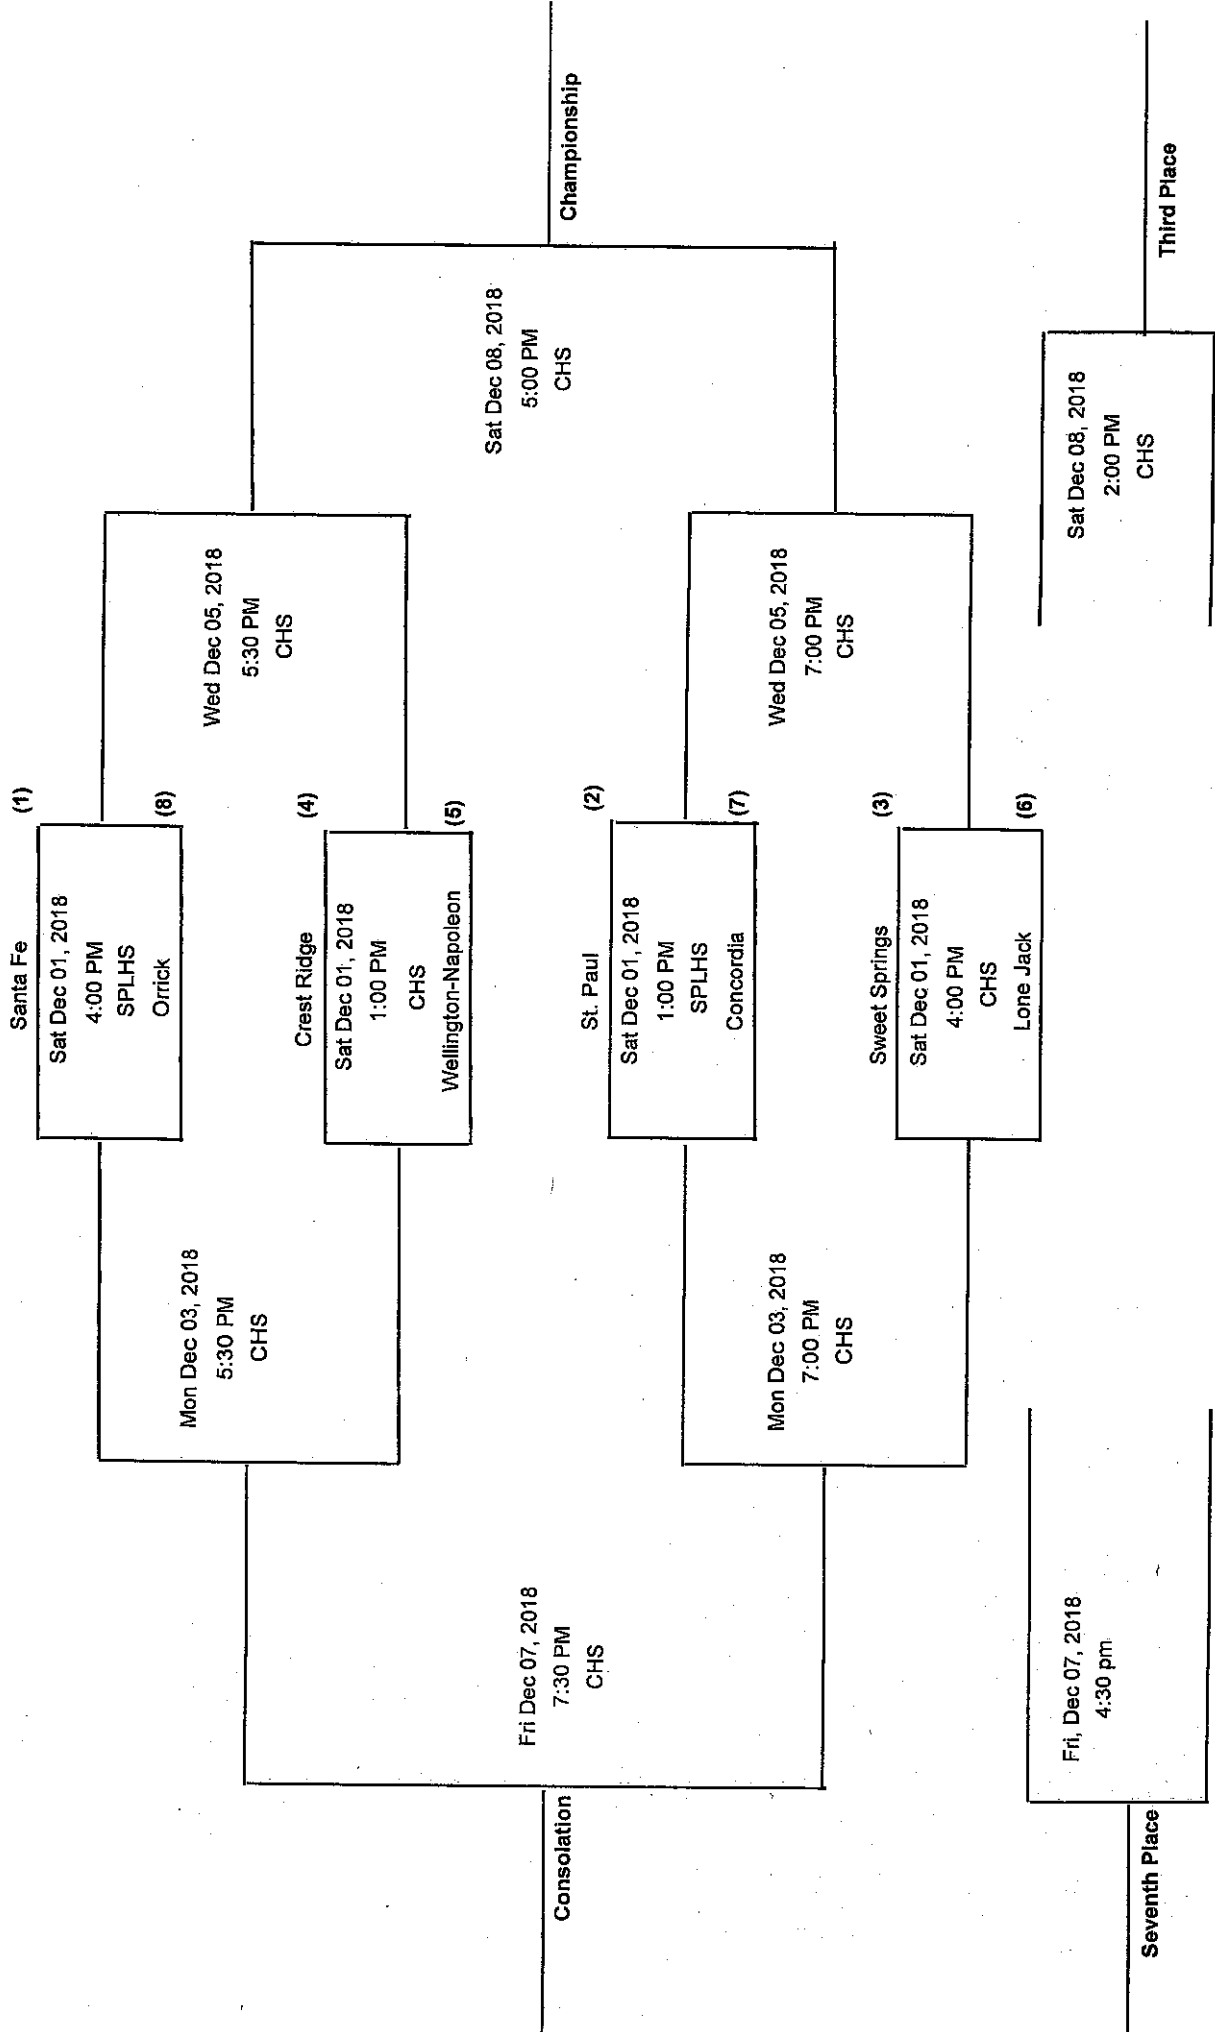 Santa Fe
(1)
Sat Dec 01, 2018
4:00 PM
SPLHS
Orrick
(8)
Crest Ridge
(4)
Sat Dec 01, 2018
1:00 PM
CHS
Wellington-Napoleon
(5)
St. Paul
(2)
Sat Dec 01, 2018
1:00 PM
SPLHS
Concordia
(7)
Sweet Springs
(3)
Sat Dec 01, 2018
4:00 PM
CHS
Lone Jack
(6)
Mon Dec 03, 2018
5:30 PM
CHS
Mon Dec 03, 2018
7:00 PM
CHS
Wed Dec 05, 2018
5:30 PM
CHS
Wed Dec 05, 2018
7:00 PM
CHS
Fri Dec 07, 2018
7:30 PM
CHS
Consolation
Sat Dec 08, 2018
5:00 PM
CHS
Championship
Fri, Dec 07, 2018
4:30 pm
Seventh Place
Sat Dec 08, 2018
2:00 PM
CHS
Third Place